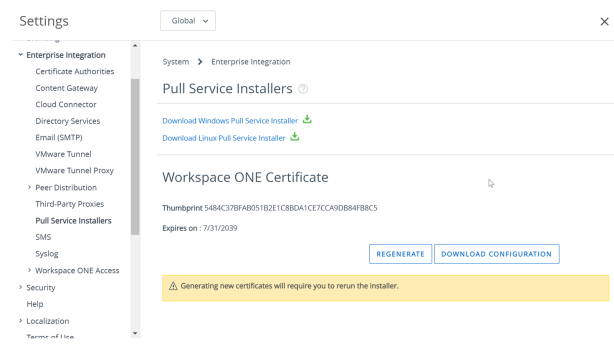 Settings
Global
Enterprise Integration
Certificate Authorities
Content Gateway
Cloud Connector
Directory Services
Email (SMTP)
VMware Tunnel
VMware Tunnel Proxy
Peer Distribution
Third-Party Proxies
Pull Service Installers
SMS
Syslog
Workspace ONE Access
Security
Help
Localization
Terms of Use
System > Enterprise Integration
Pull Service Installers
Download Windows Pull Service Installer
Download Linux Pull Service Installer
Workspace ONE Certificate
Thumbprint 5484C37BFAB051B2E1C8BDA1CE7CCA9DB84FB8C5
Expires on : 7/31/2039
REGENERATE DOWNLOAD CONFIGURATION
Generating new certificates will require you to rerun the installer.